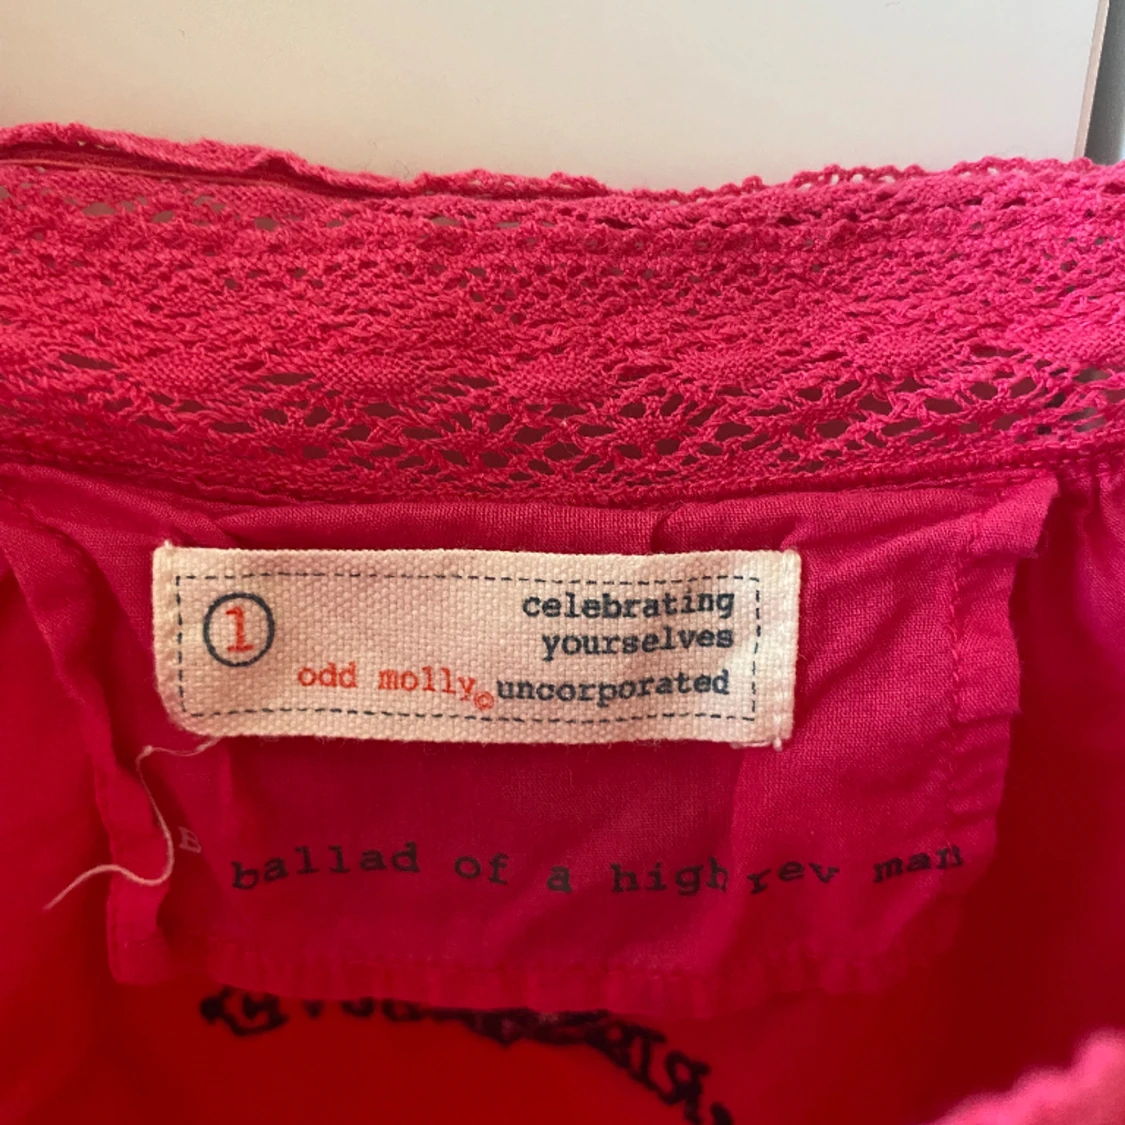 1
celebrating
yourselves
odd molly© uncorporated
B
ballad of a high rev man